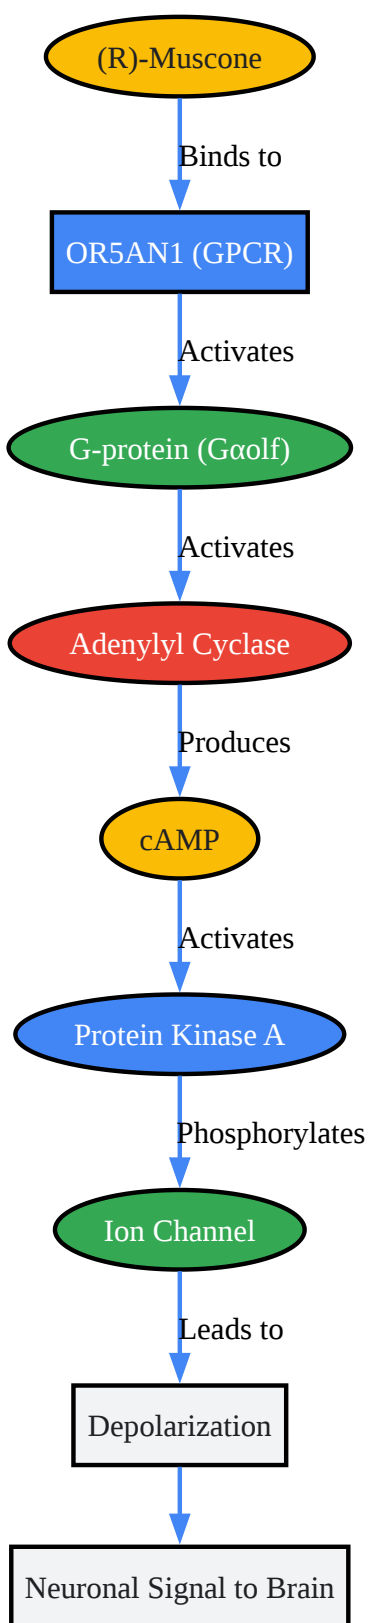 (R)-Muscone
Binds to
OR5AN1 (GPCR)
Activates
G-protein (Gαolf)
Activates
Adenylyl Cyclase
Produces
cAMP
Activates
Protein Kinase A
Phosphorylates
Ion Channel
Leads to
Depolarization
Neuronal Signal to Brain